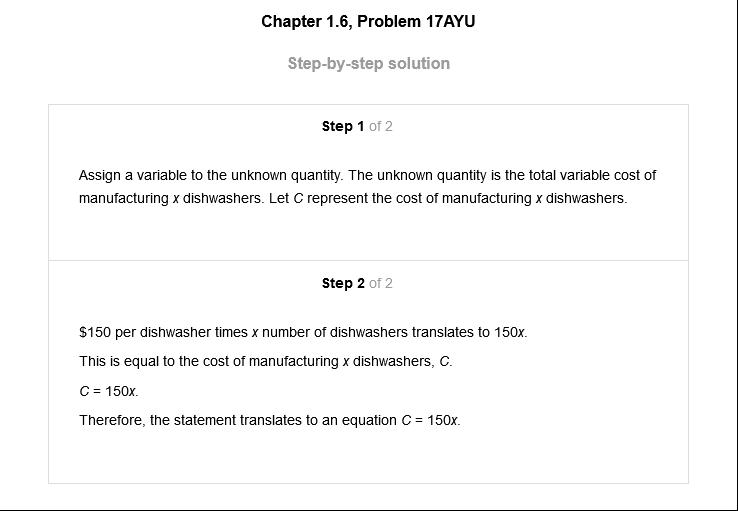 Chapter 1.6, Problem 17AYU
Step-by-step solution
Step 1 of 2
Assign a variable to the unknown quantity. The unknown quantity is the total variable cost of
manufacturing x dishwashers. Let C represent the cost of manufacturing x dishwashers.
Step 2 of 2
$150 per dishwasher times x number of dishwashers translates to 150x.
This is equal to the cost of manufacturing x dishwashers, C.
C = 150x.
Therefore, the statement translates to an equation C = 150x.